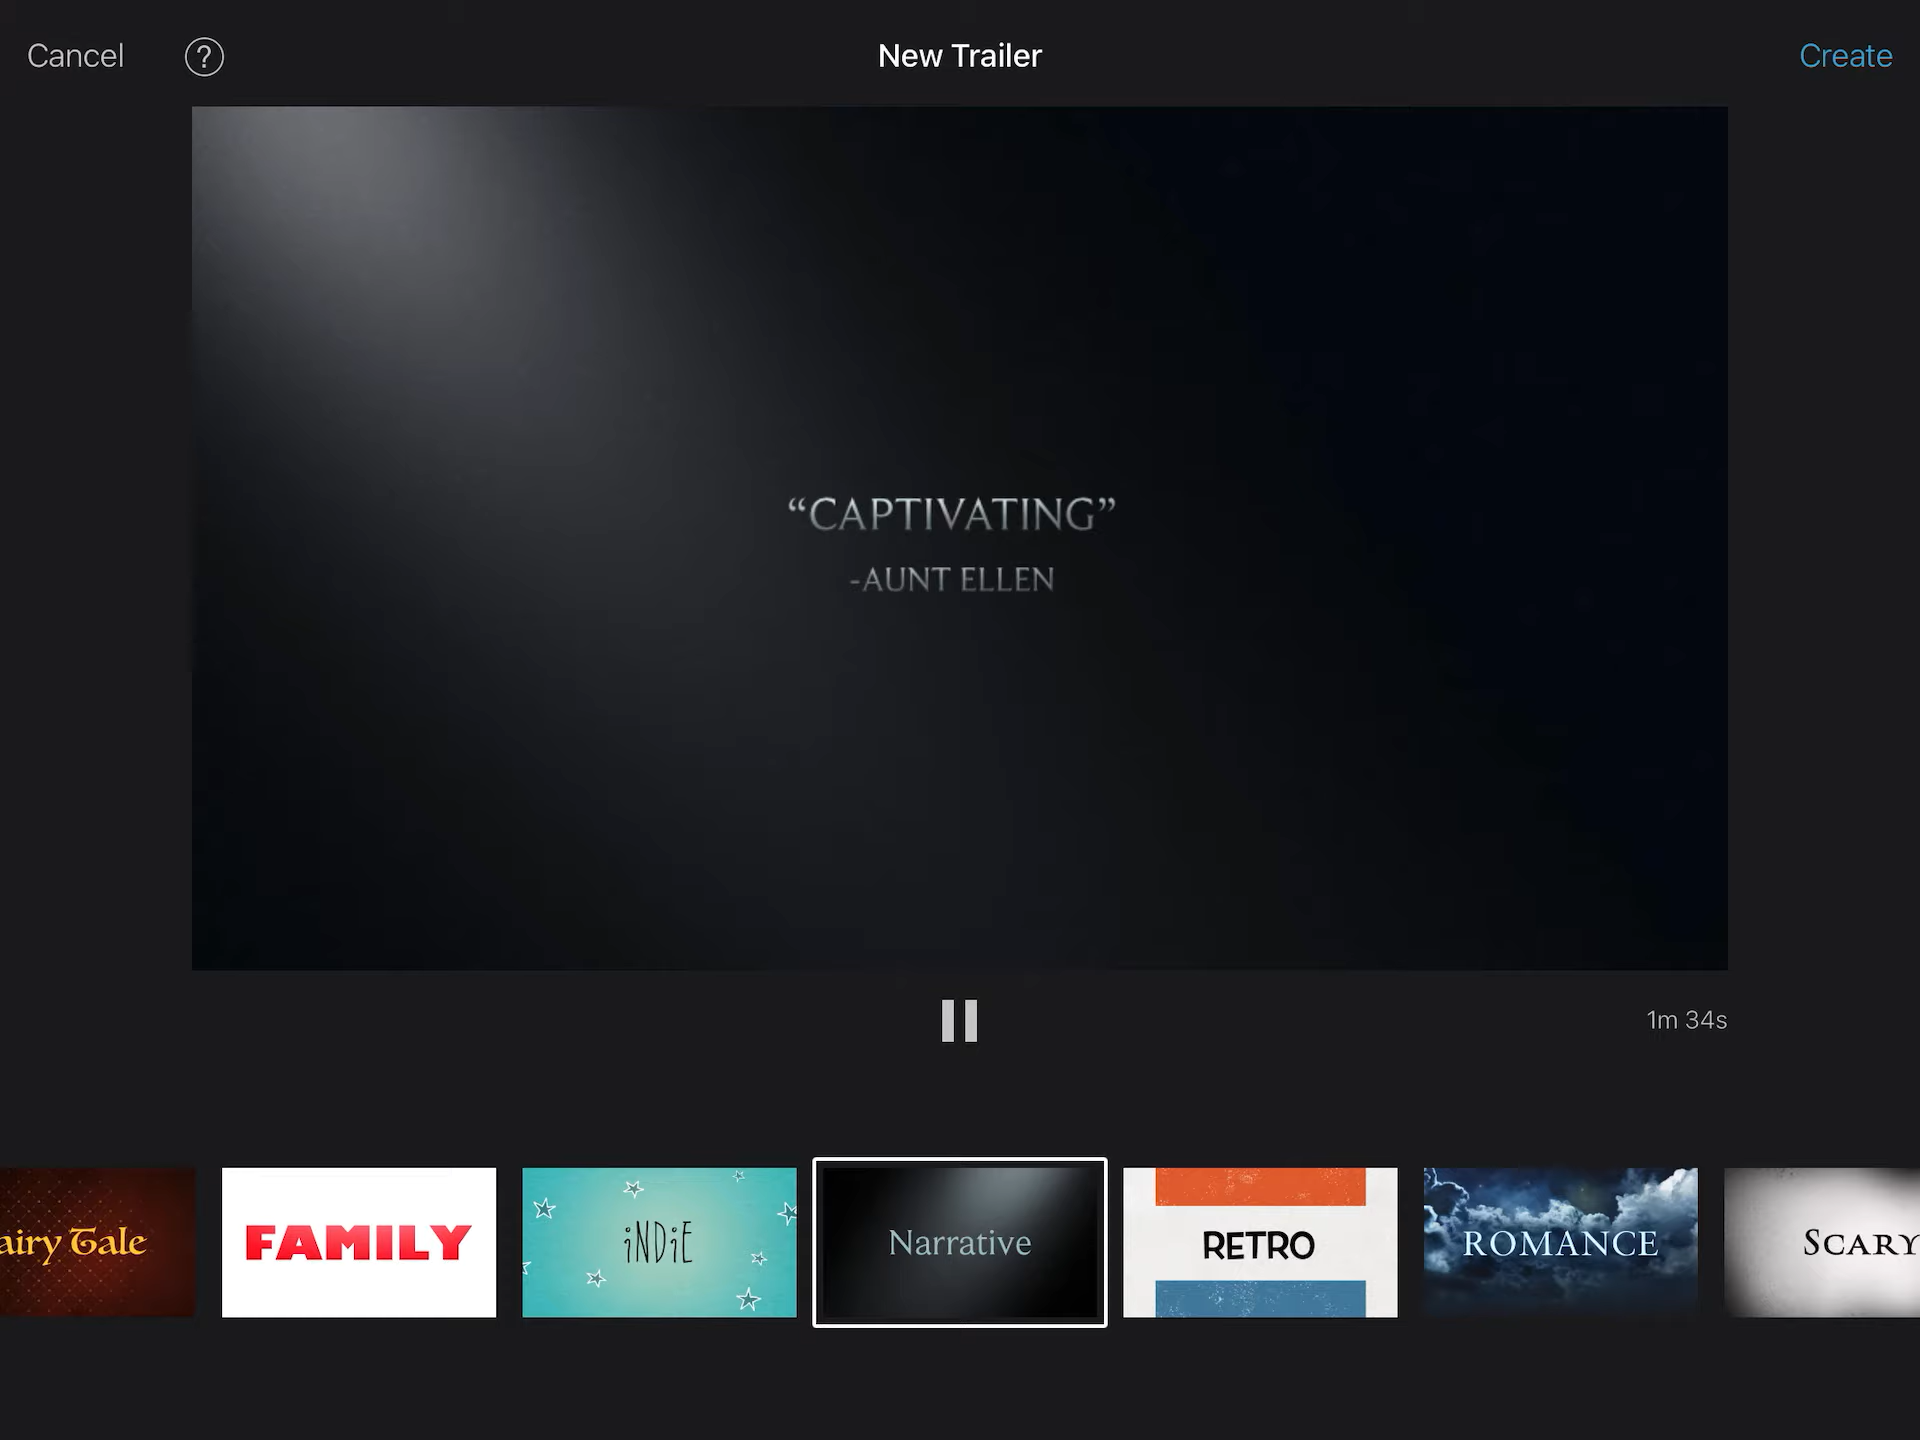 Cancel
?
New Trailer
Create
“CAPTIVATING”
-AUNT ELLEN
1m 34s
airy Tale
FAMILY
iNDiE
Narrative
RETRO
ROMANCE
SCARY